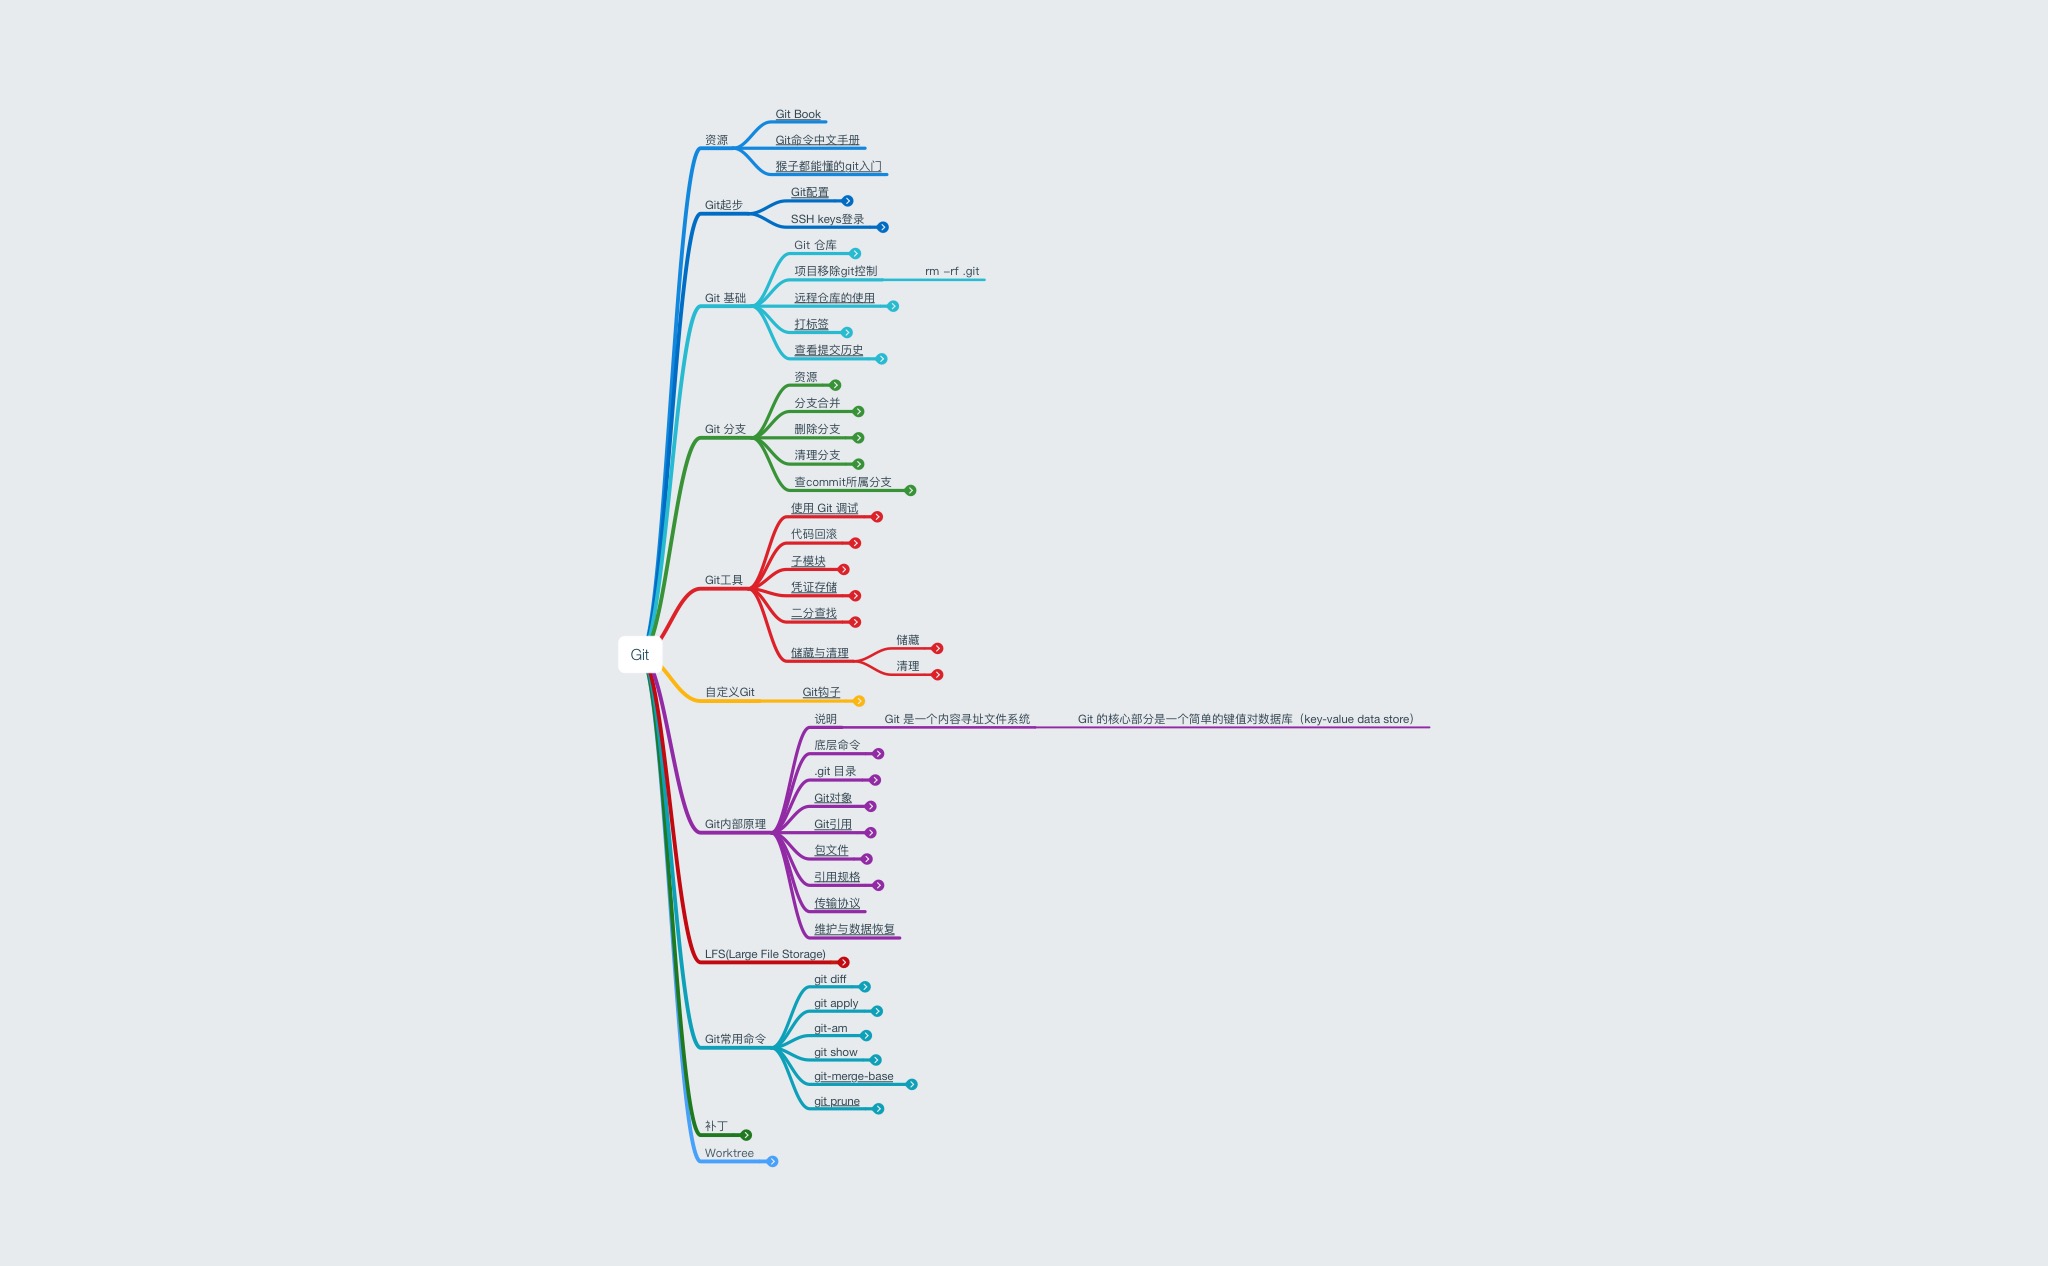 Git
资源
Git Book
Git命令中文手册
猴子都能懂的git入门
Git起步
Git配置
SSH keys登录
Git 基础
Git 仓库
项目移除git控制
rm -rf .git
远程仓库的使用
打标签
查看提交历史
Git 分支
资源
分支合并
删除分支
清理分支
查commit所属分支
Git工具
使用 Git 调试
代码回滚
子模块
凭证存储
二分查找
储藏与清理
储藏
清理
自定义Git
Git钩子
Git内部原理
说明
Git 是一个内容寻址文件系统
Git 的核心部分是一个简单的键值对数据库（key-value data store）
底层命令
.git 目录
Git对象
Git引用
包文件
引用规格
传输协议
维护与数据恢复
LFS(Large File Storage)
Git常用命令
git diff
git apply
git-am
git show
git-merge-base
git prune
补丁
Worktree